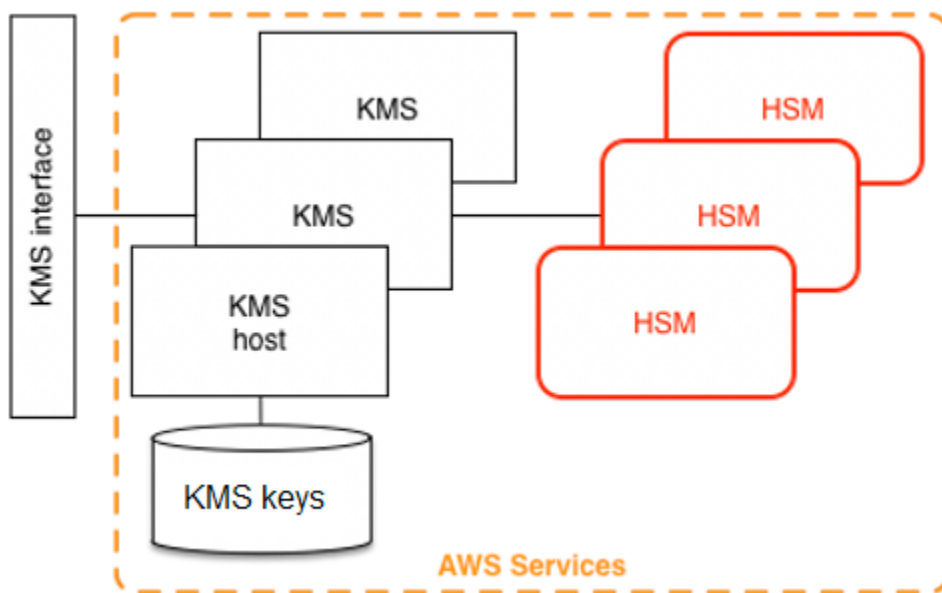 KMS interface
KMS
KMS
KMS
host
KMS keys
HSM
HSM
HSM
AWS Services